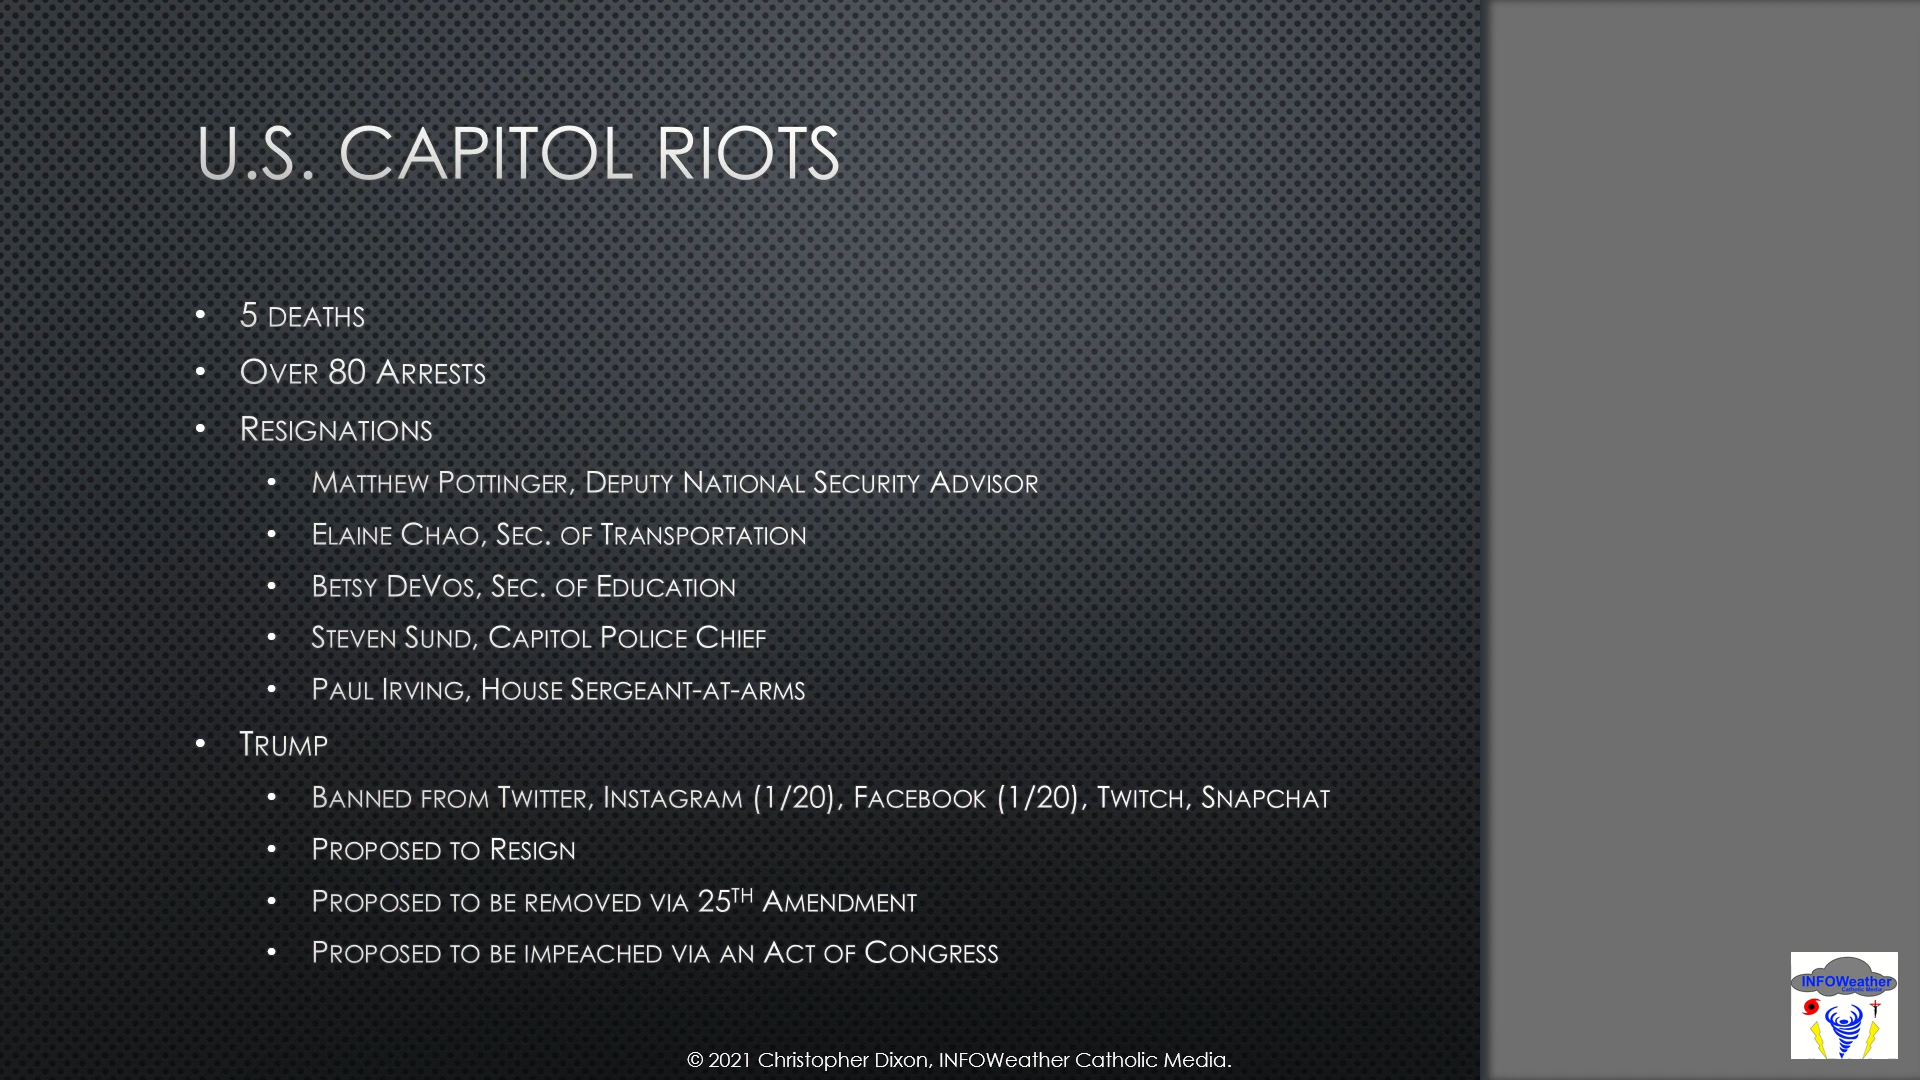 U.S. CAPITOL RIOTS
• 5 DEATHS
• OVER 80 ARRESTS
• RESIGNATIONS
• MATTHEW POTTINGER, DEPUTY NATIONAL SECURITY ADVISOR
• ELAINE CHAO, SEC. OF TRANSPORTATION
• BETSY DEVOS, SEC. OF EDUCATION
• STEVEN SUND, CAPITOL POLICE CHIEF
• PAUL IRVING, HOUSE SERGEANT-AT-ARMS
• TRUMP
• BANNED FROM TWITTER, INSTAGRAM (1/20), FACEBOOK (1/20), TWITCH, SNAPCHAT
• PROPOSED TO RESIGN
• PROPOSED TO BE REMOVED VIA 25TH AMENDMENT
• PROPOSED TO BE IMPEACHED VIA AN ACT OF CONGRESS
INFOWeather
Catholic Media
© 2021 Christopher Dixon, INFOWeather Catholic Media.